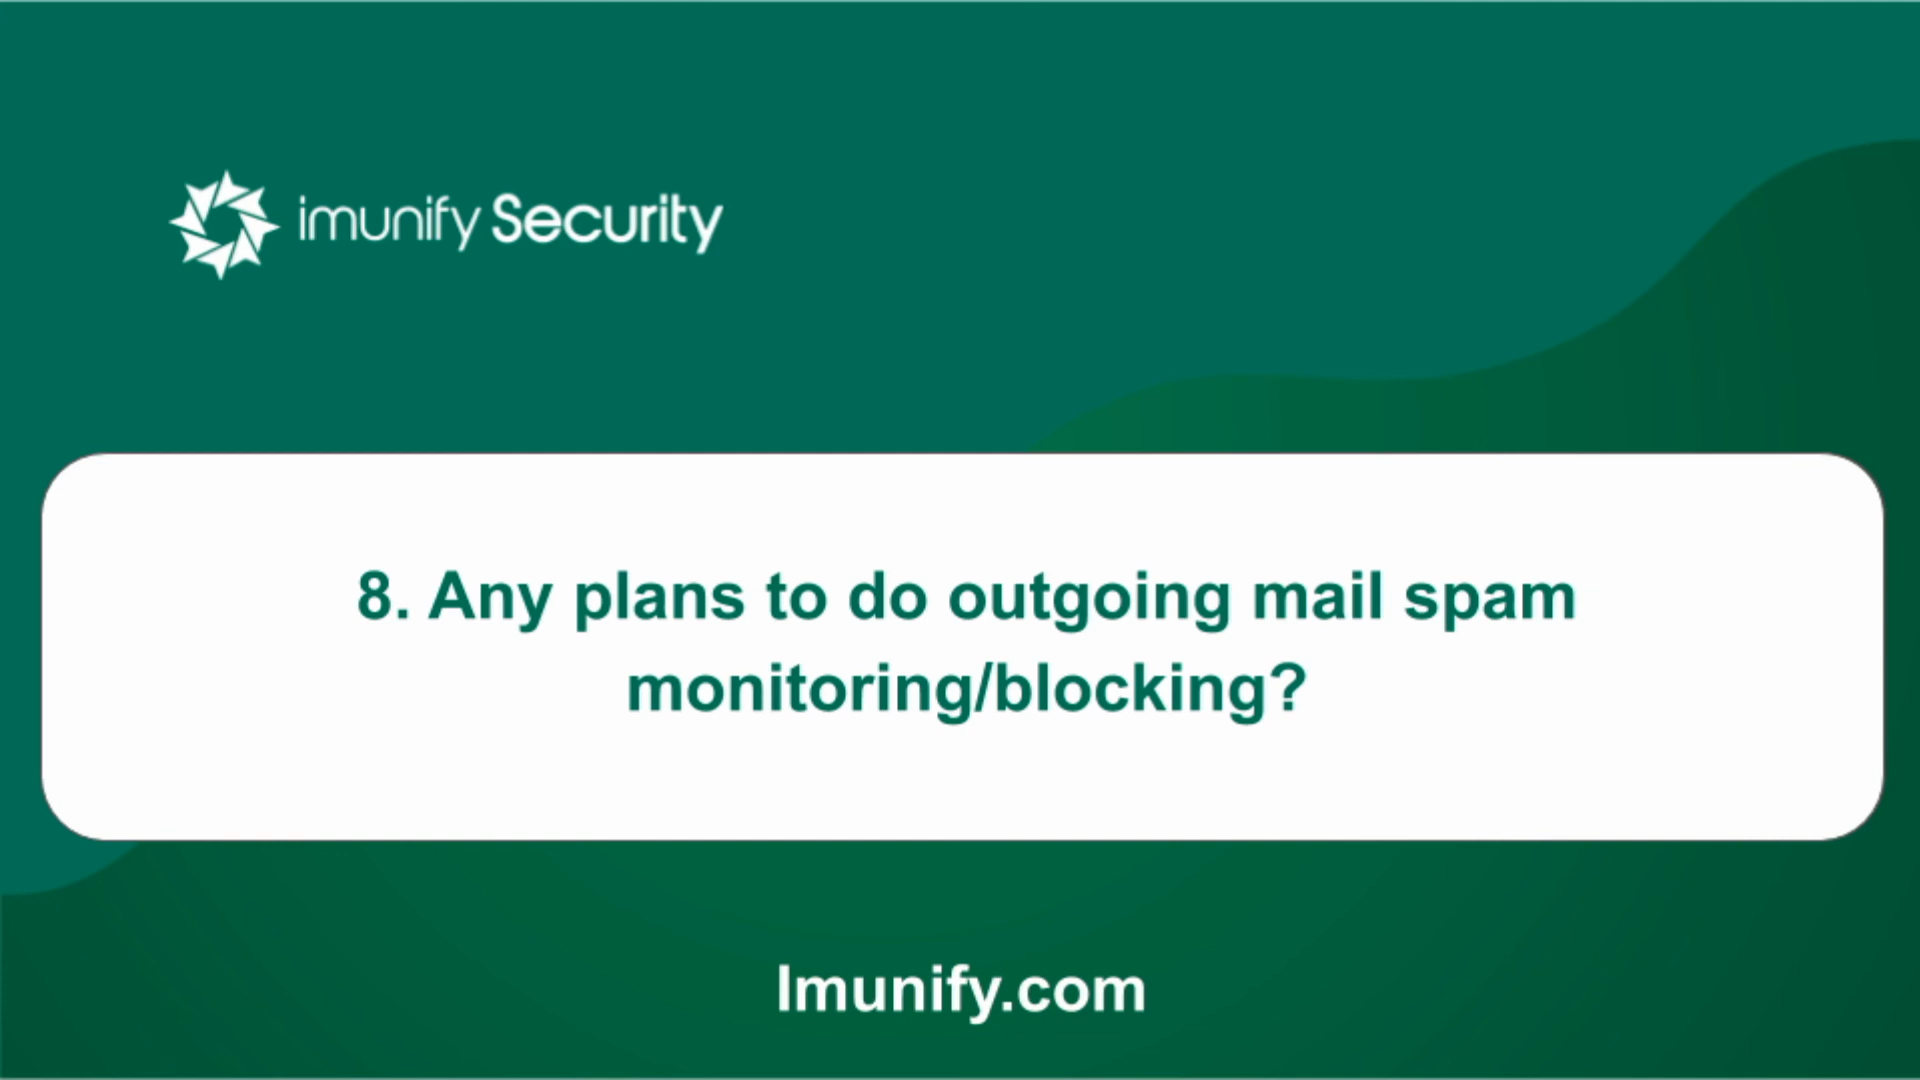 imunify Security
8. Any plans to do outgoing mail spam
monitoring/blocking?
Imunify.com